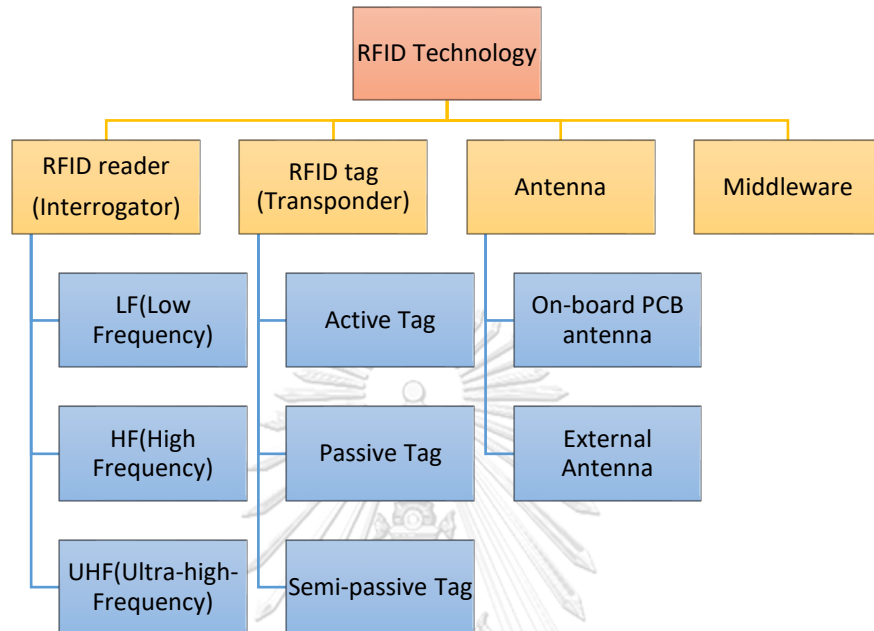 RFID Technology
RFID reader
(Interrogator)
RFID tag
(Transponder)
Antenna
Middleware
LF(Low
Frequency)
Active Tag
On-board PCB
antenna
HF(High
Frequency)
Passive Tag
External
Antenna
UHF(Ultra-high-
Frequency)
Semi-passive Tag